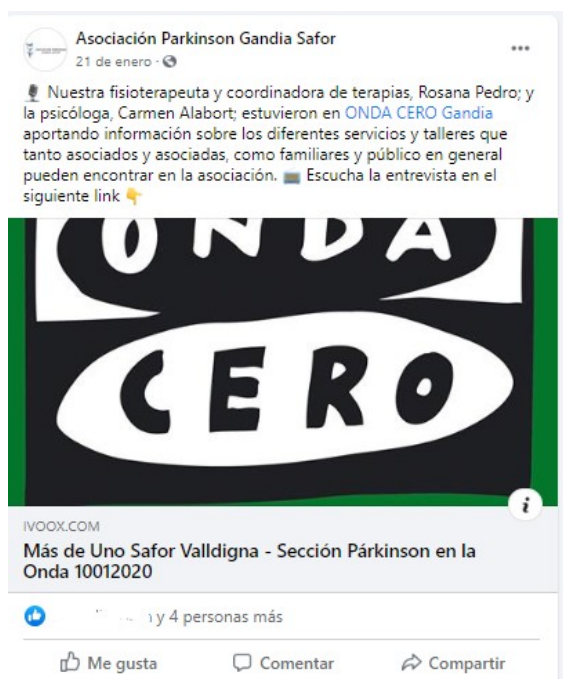 Asociación Parkinson Gandia Safor
21 de enero ·
Nuestra fisioterapeuta y coordinadora de terapias, Rosana Pedro; y
la psicóloga, Carmen Alabort; estuvieron en ONDA CERO Gandia
aportando información sobre los diferentes servicios y talleres que
tanto asociados y asociadas, como familiares y público en general
pueden encontrar en la asociación. Escucha la entrevista en el
siguiente link
ONDA
CERO
IVOOX.COM
Más de Uno Safor Valldigna - Sección Párkinson en la
Onda 10012020
y 4 personas más
Me gusta Comentar Compartir